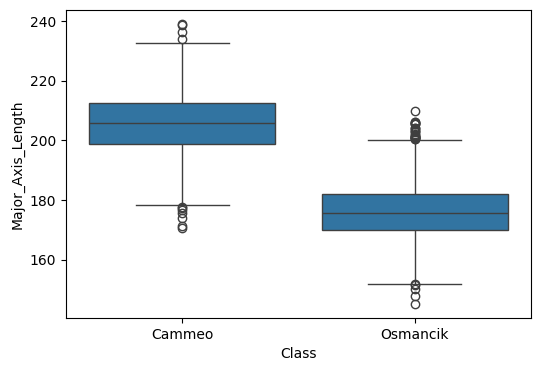 240
220
200
180
160
Major_Axis_Length
Cammeo
Osmancik
Class